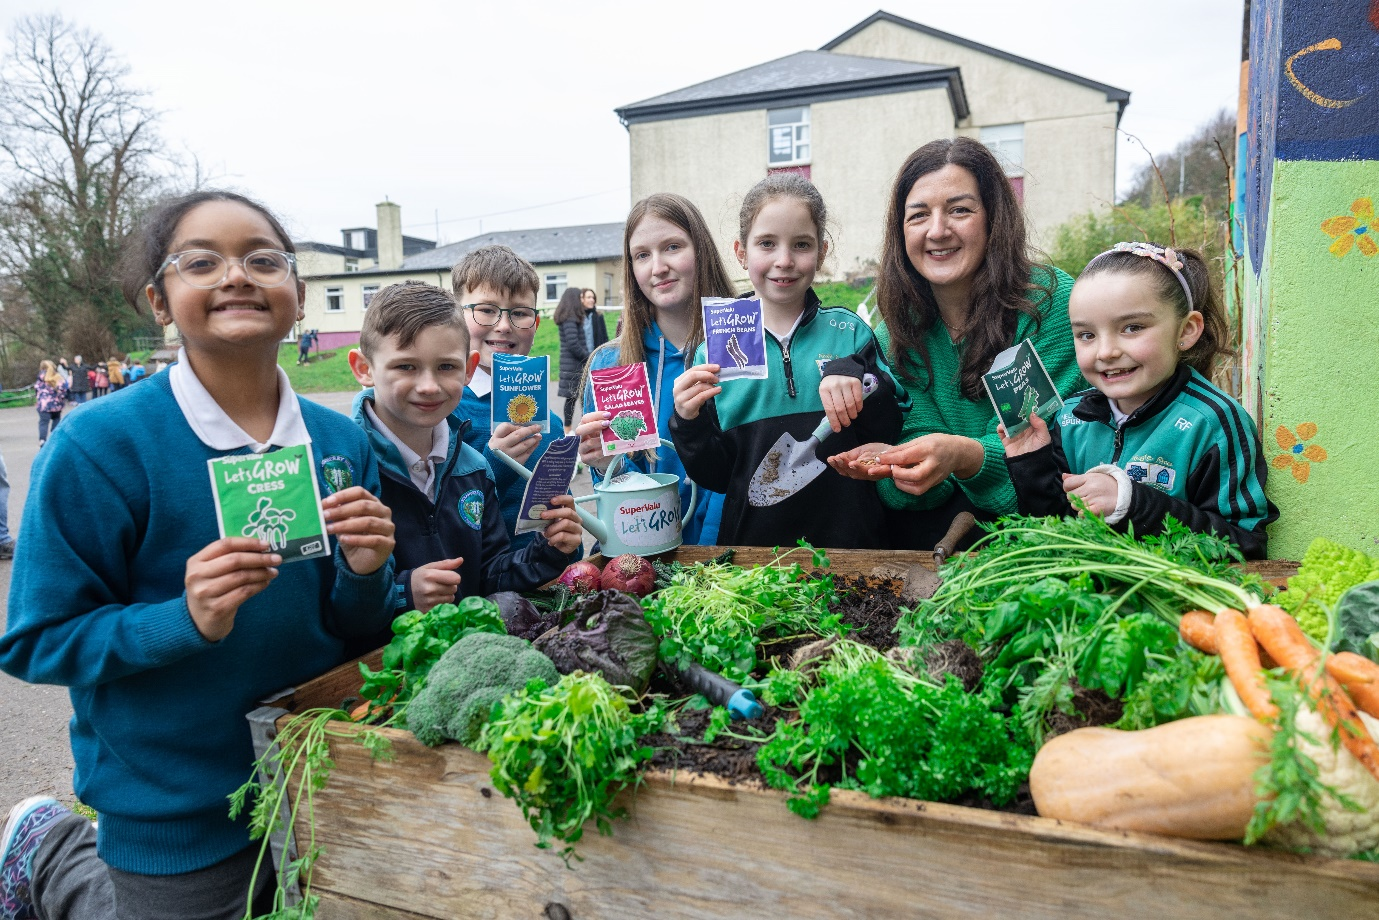 SuperValu
Let's GROW
CRESS
SuperValu
Let's GROW
SUNFLOWER
SuperValu
Let's GROW
SALAD LEAVES
SuperValu
Let's GROW
SuperValu
Let's GROW
FRENCH BEANS
SuperValu
Let's GROW
PEAS
RF